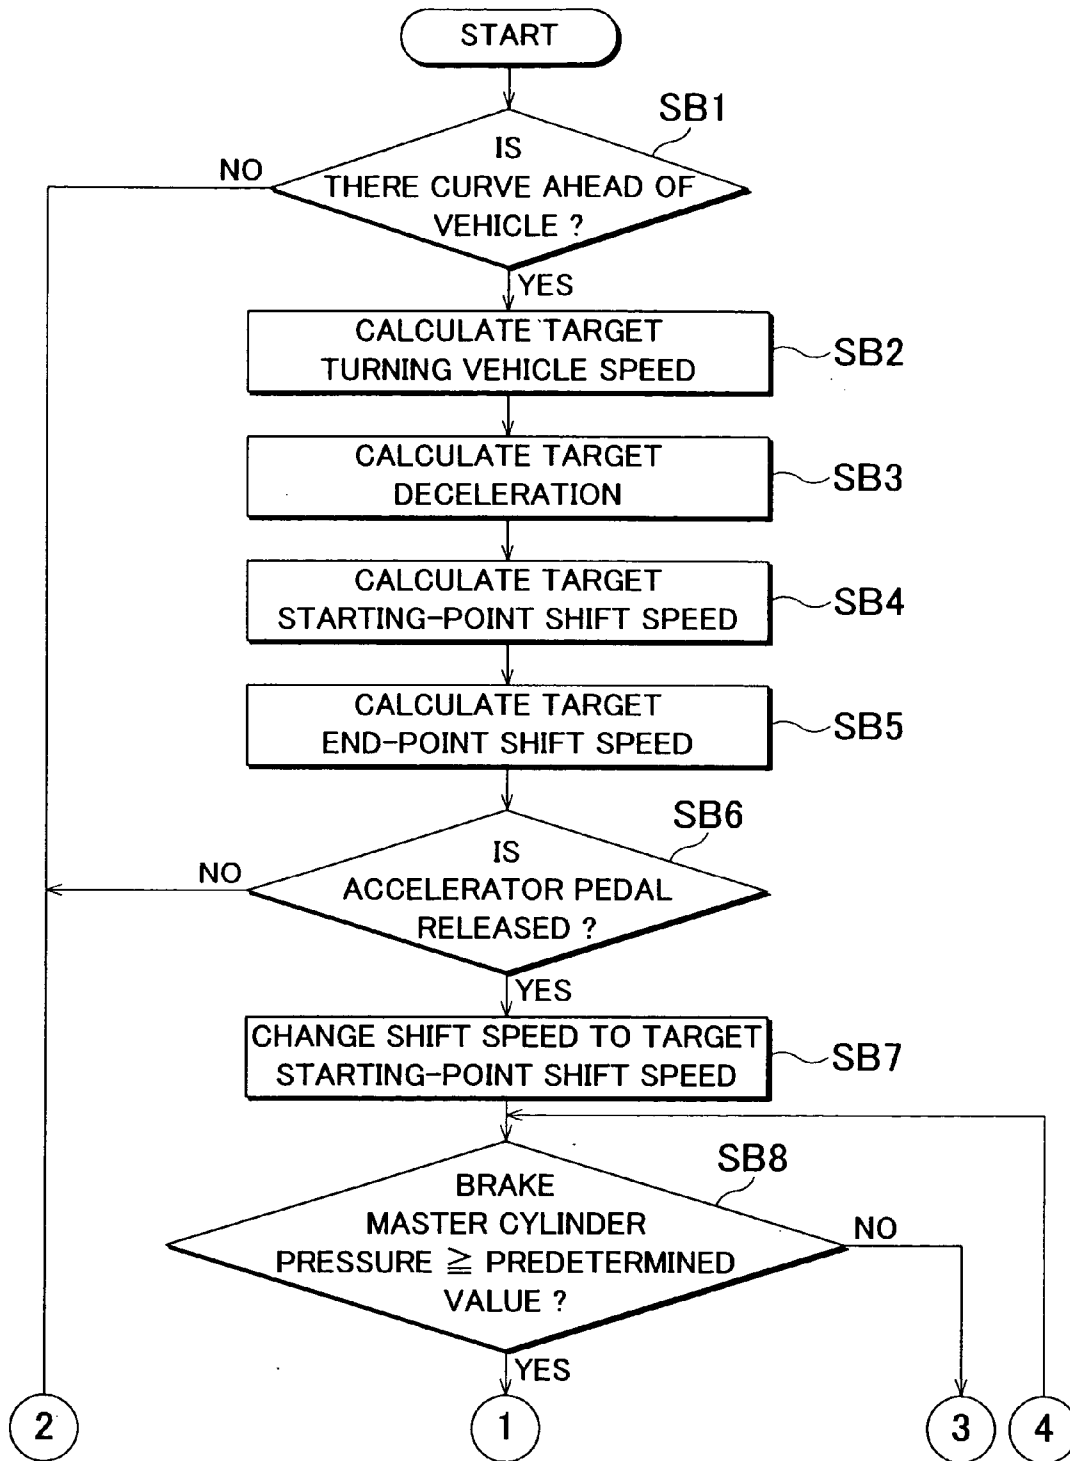 START
SB1
IS
THERE CURVE AHEAD OF
VEHICLE ?
NO
YES
CALCULATE TARGET
TURNING VEHICLE SPEED
SB2
CALCULATE TARGET
DECELERATION
SB3
CALCULATE TARGET
STARTING-POINT SHIFT SPEED
SB4
CALCULATE TARGET
END-POINT SHIFT SPEED
SB5
SB6
IS
ACCELERATOR PEDAL
RELEASED ?
NO
YES
CHANGE SHIFT SPEED TO TARGET
STARTING-POINT SHIFT SPEED
SB7
SB8
BRAKE
MASTER CYLINDER
PRESSURE ≧ PREDETERMINED
VALUE ?
NO
YES
2
1
3
4